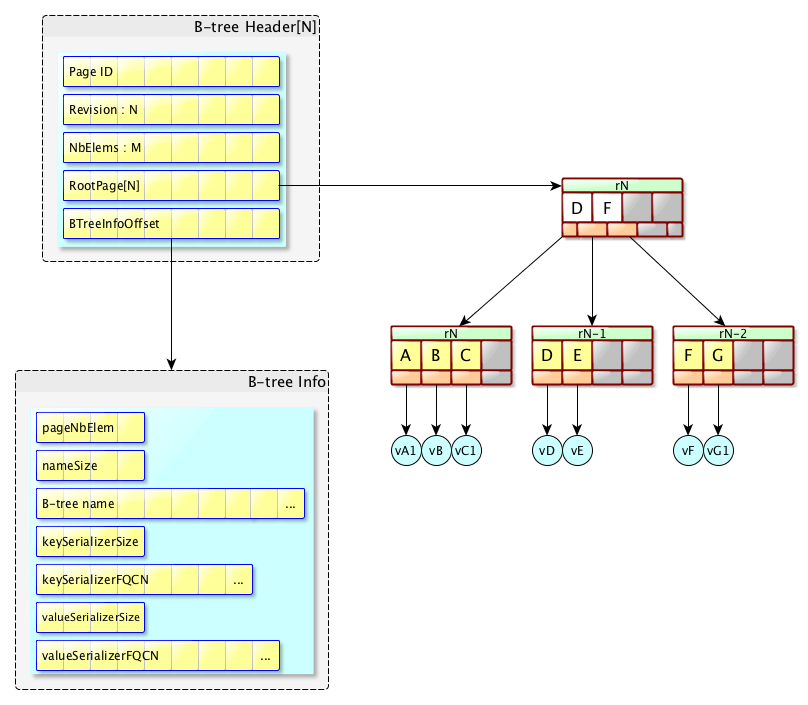 B-tree Header[N]
Page ID
Revision : N
NbElems : M
RootPage[N]
BTreeInfoOffset
rN
D F
rN
A B C
rN-1
D E
rN-2
F G
vA1 vB vC1
vD vE
vF vG1
B-tree Info
pageNbElem
nameSize
B-tree name ...
keySerializerSize
keySerializerFQCN ...
valueSerializerSize
valueSerializerFQCN ...